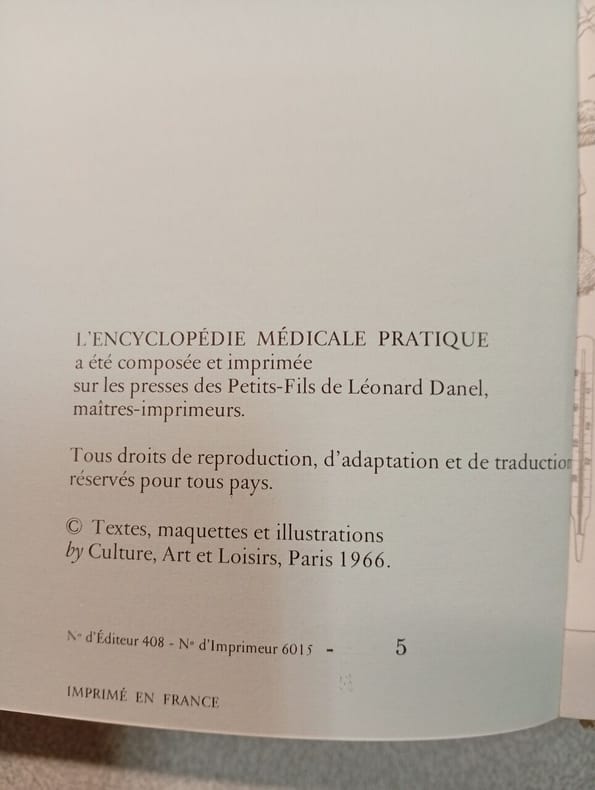 L'ENCYCLOPÉDIE MÉDICALE PRATIQUE
a été composée et imprimée
sur les presses des Petits-Fils de Léonard Danel,
maîtres-imprimeurs.
Tous droits de reproduction, d'adaptation et de traduction
réservés pour tous pays.
© Textes, maquettes et illustrations
by Culture, Art et Loisirs, Paris 1966.
Nº d'Éditeur 408 - Nº d'Imprimeur 6015 - 5
IMPRIMÉ EN FRANCE